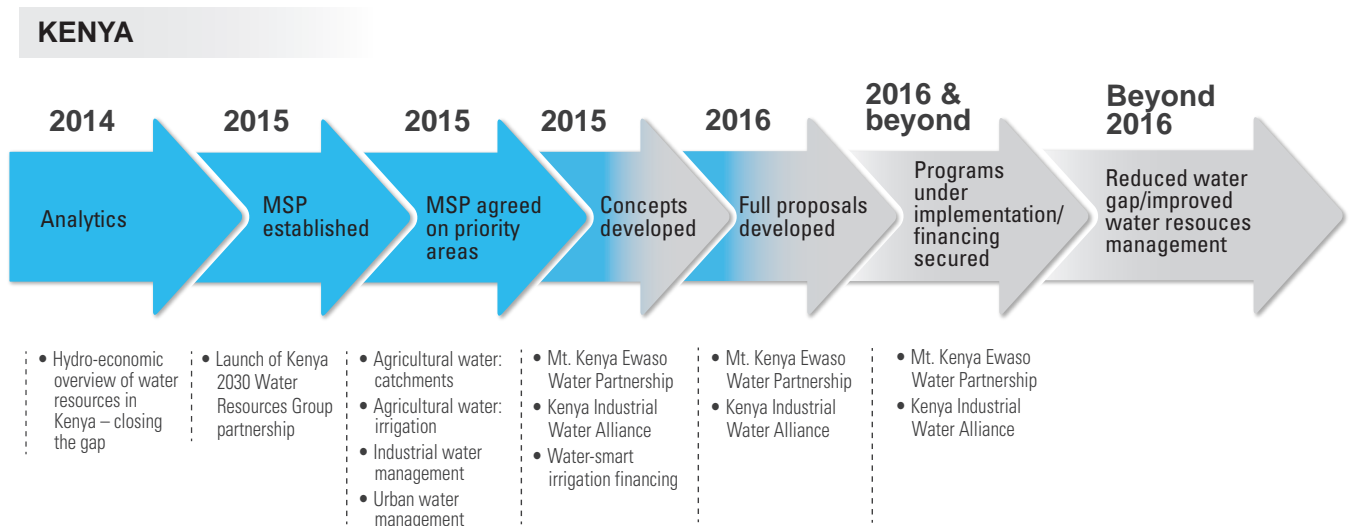 KENYA
2014
2015
2015
2015
2016
2016 &
beyond
Beyond
2016
Analytics
MSP
established
MSP agreed
on priority
areas
Concepts
developed
Full proposals
developed
Programs
under
implementation/
financing
secured
Reduced water
gap/improved
water resouces
management
• Hydro-economic
overview of water
resources in
Kenya – closing
the gap
• Launch of Kenya
2030 Water
Resources Group
partnership
• Agricultural water:
catchments
• Agricultural water:
irrigation
• Industrial water
management
• Urban water
management
• Mt. Kenya Ewaso
Water Partnership
• Kenya Industrial
Water Alliance
• Water-smart
irrigation financing
• Mt. Kenya Ewaso
Water Partnership
• Kenya Industrial
Water Alliance
• Mt. Kenya Ewaso
Water Partnership
• Kenya Industrial
Water Alliance